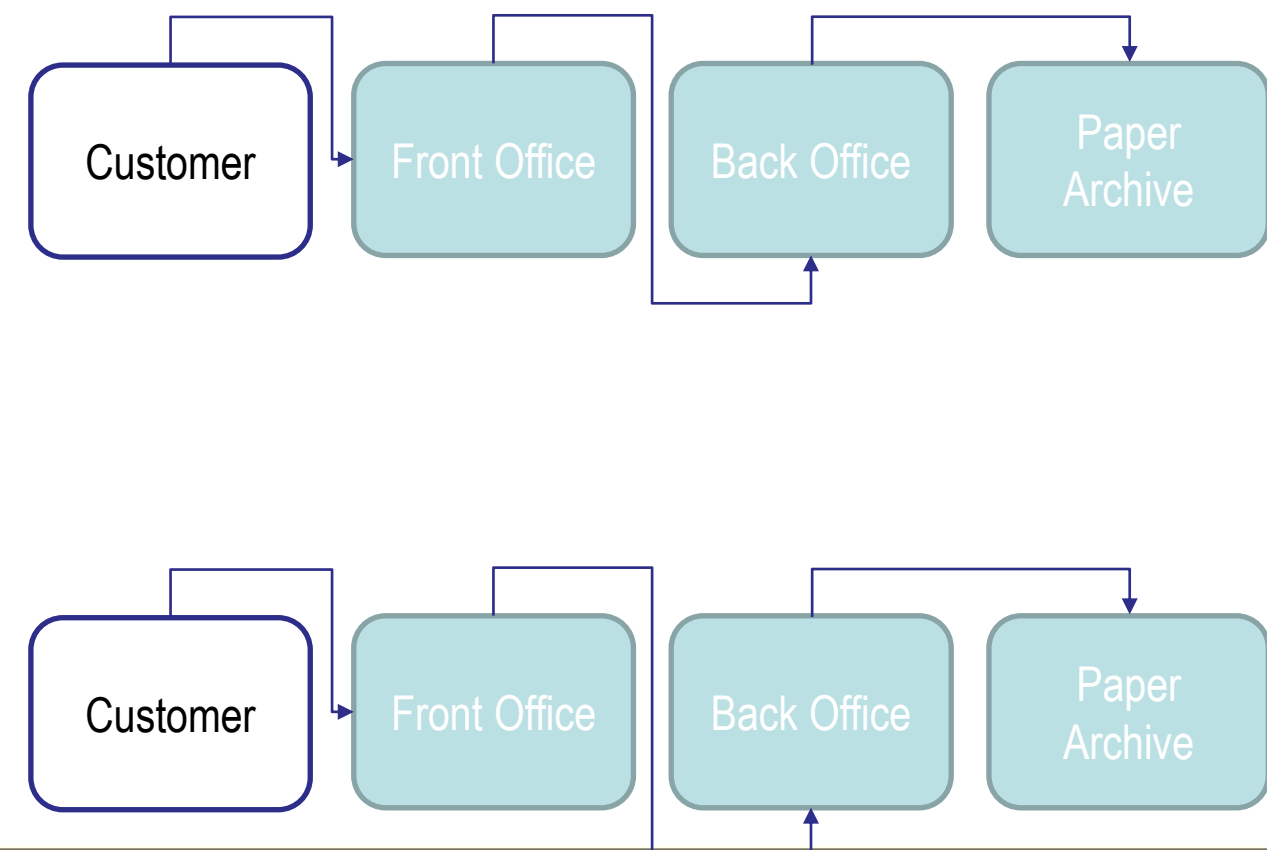 Customer
Front Office
Back Office
Paper
Archive
Customer
Front Office
Back Office
Paper
Archive